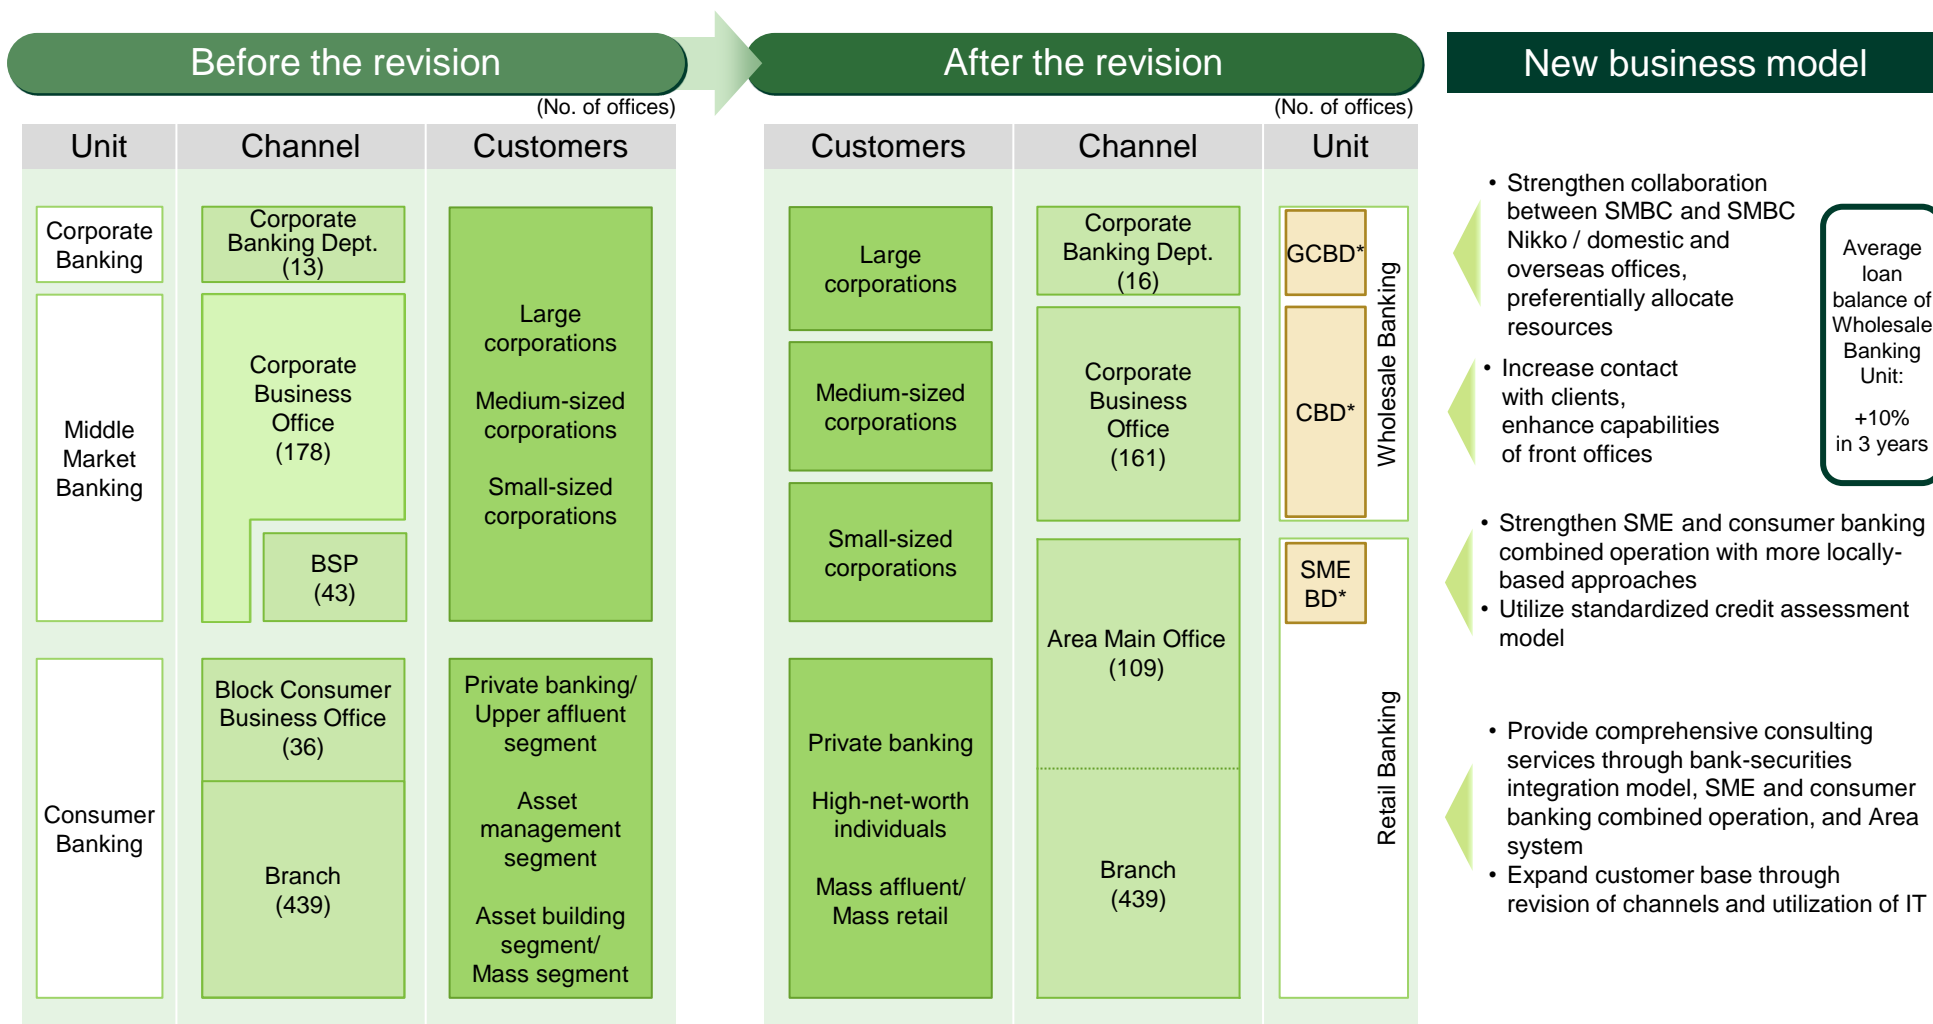 Before the revision
(No. of offices)
Unit
Channel
Customers
Corporate
Banking
Middle
Market
Banking
Consumer
Banking
Corporate
Banking Dept.
(13)
Corporate
Business
Office
(178)
BSP
(43)
Block Consumer
Business Office
(36)
Branch
(439)
Large
corporations
Medium-sized
corporations
Small-sized
corporations
Private banking/
Upper affluent
segment
Asset
management
segment
Asset building
segment/
Mass segment
After the revision
(No. of offices)
Customers
Channel
Unit
Large
corporations
Medium-sized
corporations
Small-sized
corporations
Private banking
High-net-worth
individuals
Mass affluent/
Mass retail
Corporate
Banking Dept.
(16)
Corporate
Business
Office
(161)
Area Main Office
(109)
Branch
(439)
GCBD*
CBD*
Wholesale Banking
SME
BD*
Retail Banking
New business model
• Strengthen collaboration
between SMBC and SMBC
Nikko / domestic and
overseas offices,
preferentially allocate
resources
• Increase contact
with clients,
enhance capabilities
of front offices
Average
loan
balance of
Wholesale
Banking
Unit:
+10%
in 3 years
• Strengthen SME and consumer banking
combined operation with more locally-
based approaches
• Utilize standardized credit assessment
model
• Provide comprehensive consulting
services through bank-securities
integration model, SME and consumer
banking combined operation, and Area
system
• Expand customer base through
revision of channels and utilization of IT